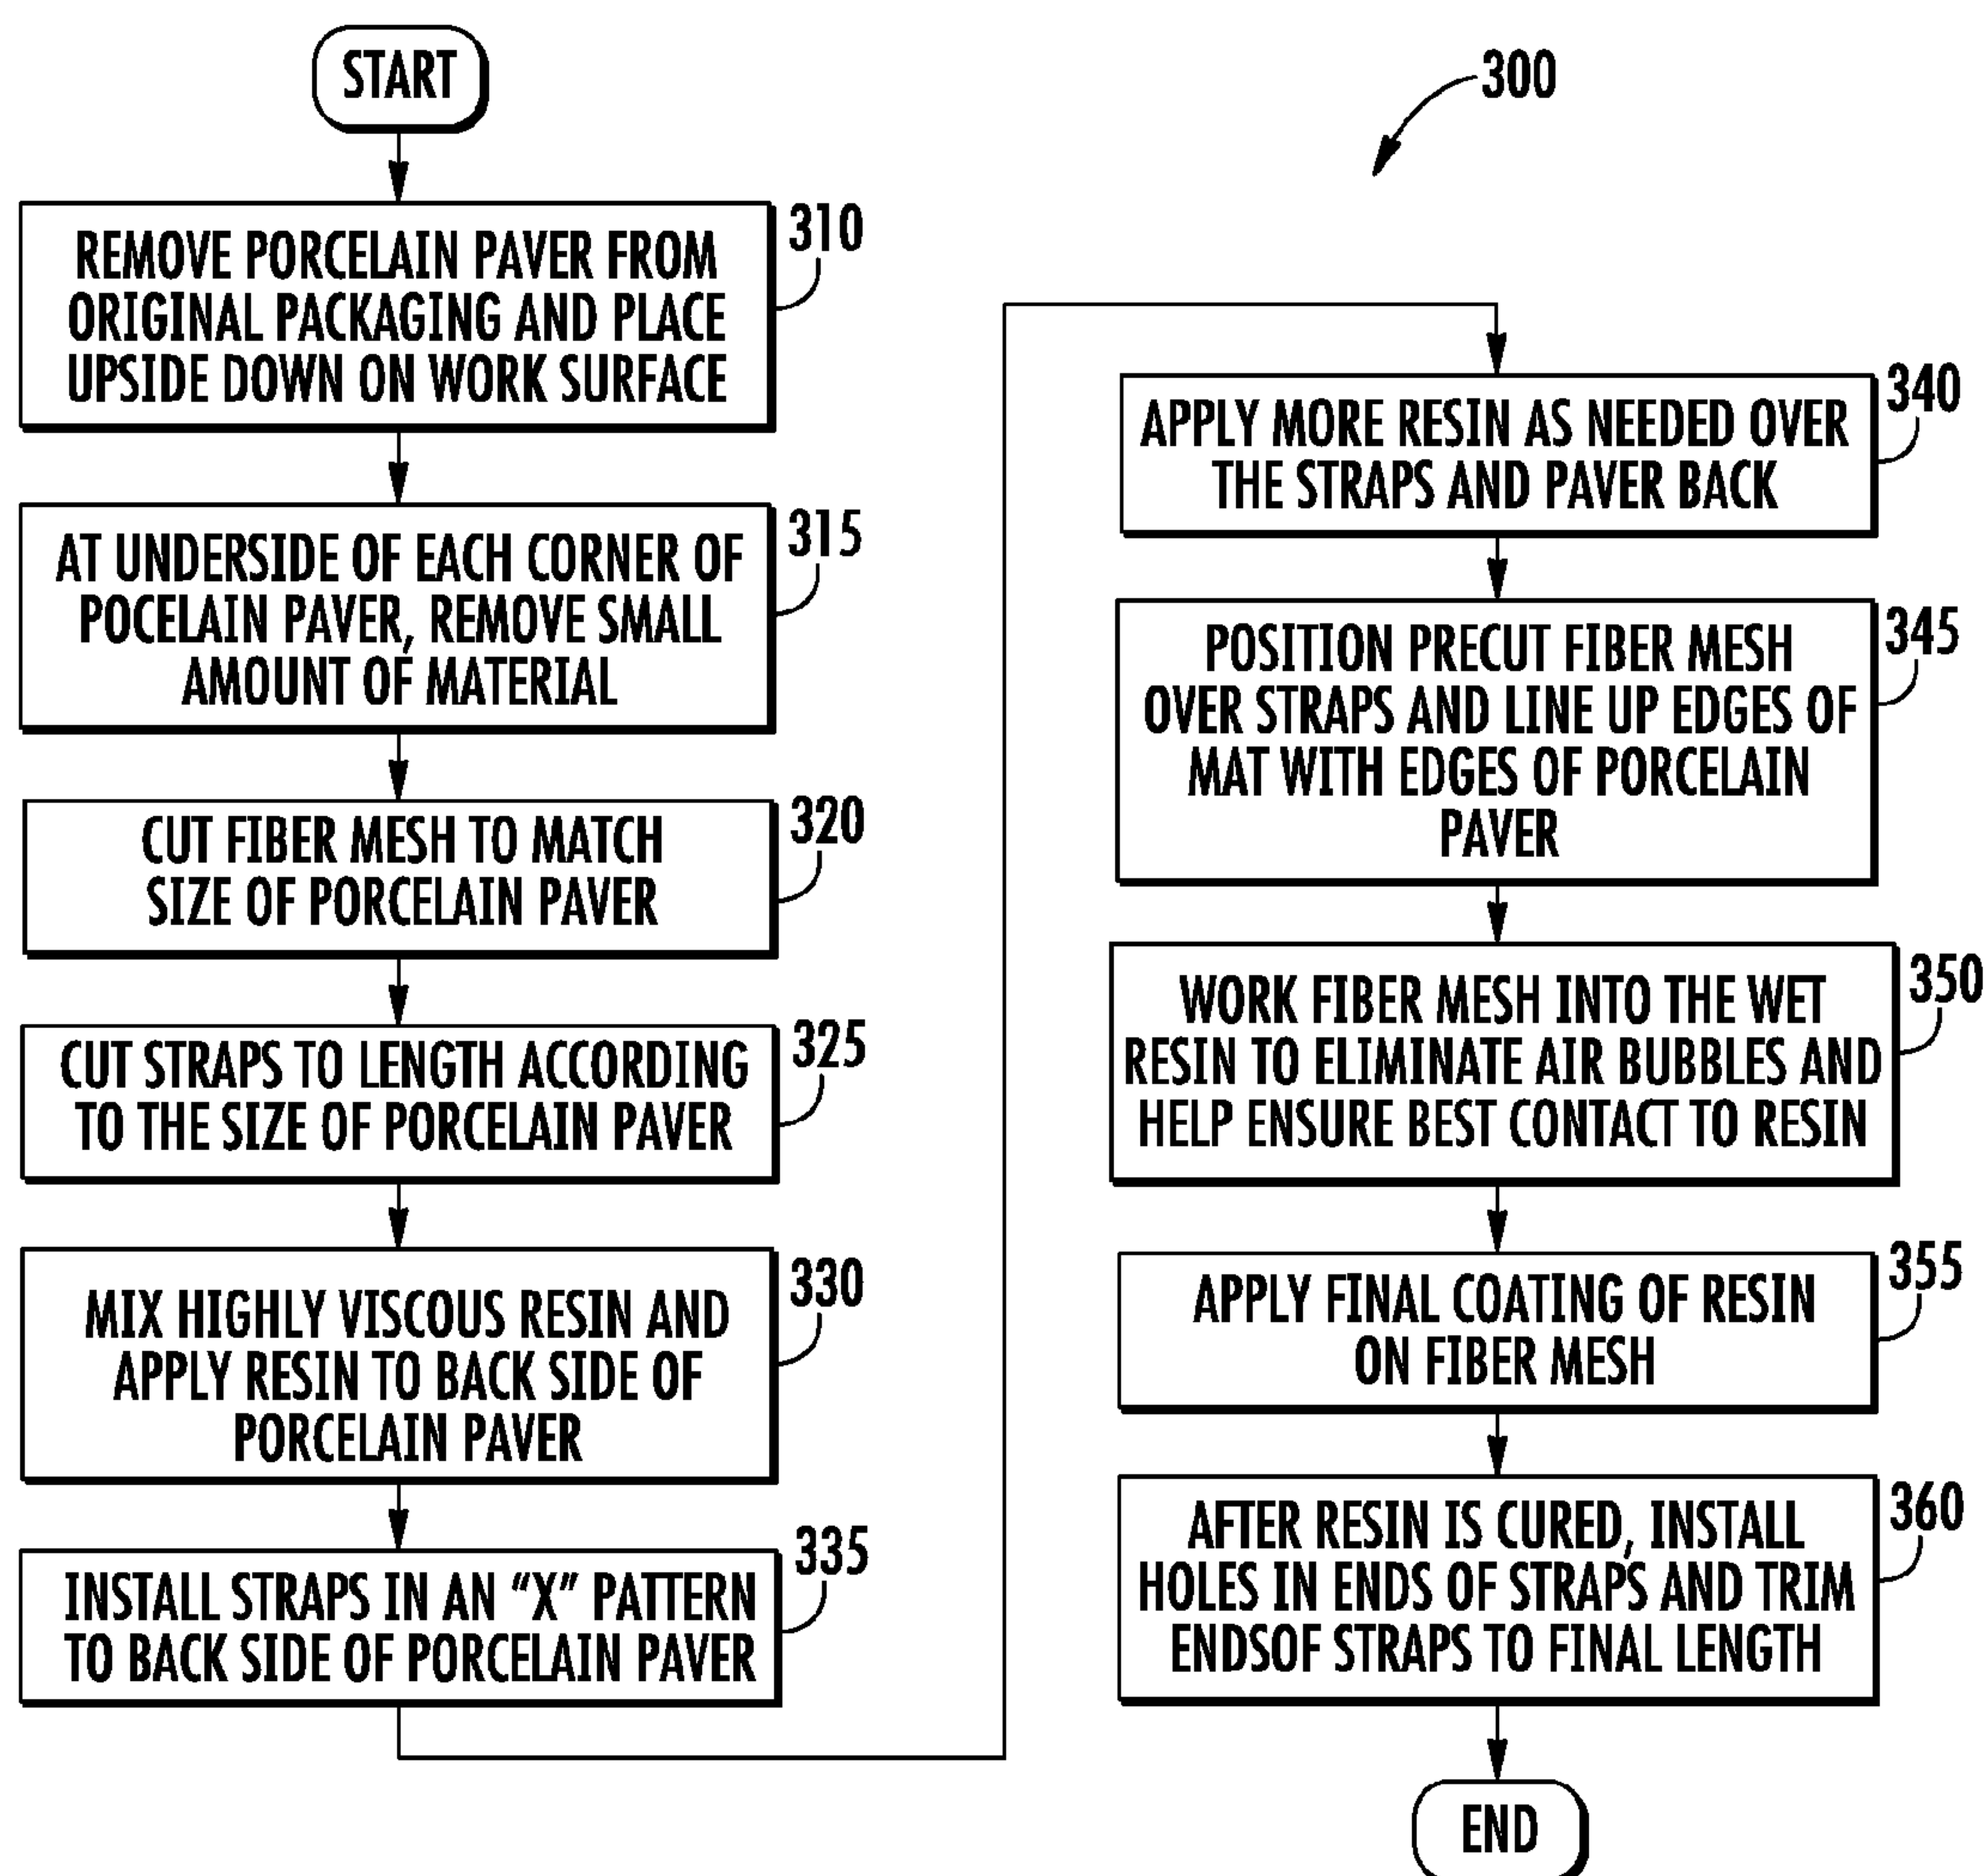 START
300
REMOVE PORCELAIN PAVER FROM
ORIGINAL PACKAGING AND PLACE
UPSIDE DOWN ON WORK SURFACE
310
AT UNDERSIDE OF EACH CORNER OF
POCELAIN PAVER, REMOVE SMALL
AMOUNT OF MATERIAL
315
CUT FIBER MESH TO MATCH
SIZE OF PORCELAIN PAVER
320
CUT STRAPS TO LENGTH ACCORDING
TO THE SIZE OF PORCELAIN PAVER
325
MIX HIGHLY VISCOUS RESIN AND
APPLY RESIN TO BACK SIDE OF
PORCELAIN PAVER
330
INSTALL STRAPS IN AN “X” PATTERN
TO BACK SIDE OF PORCELAIN PAVER
335
APPLY MORE RESIN AS NEEDED OVER
THE STRAPS AND PAVER BACK
340
POSITION PRECUT FIBER MESH
OVER STRAPS AND LINE UP EDGES OF
MAT WITH EDGES OF PORCELAIN
PAVER
345
WORK FIBER MESH INTO THE WET
RESIN TO ELIMINATE AIR BUBBLES AND
HELP ENSURE BEST CONTACT TO RESIN
350
APPLY FINAL COATING OF RESIN
ON FIBER MESH
355
AFTER RESIN IS CURED, INSTALL
HOLES IN ENDS OF STRAPS AND TRIM
ENDSOF STRAPS TO FINAL LENGTH
360
END